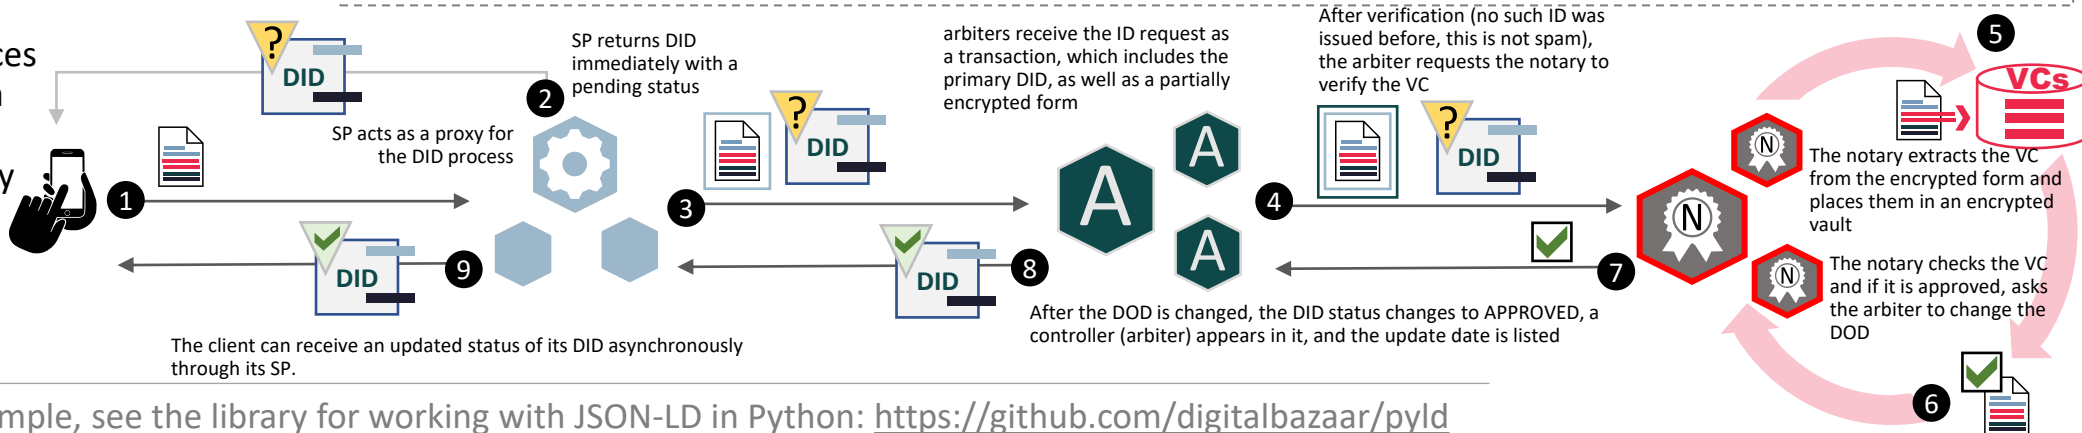 ces
y
?
DID
SP returns DID
immediately with a
pending status
2
SP acts as a proxy for
the DID process
1
3
?
DID
arbiters receive the ID request as
a transaction, which includes the
primary DID, as well as a partially
encrypted form
A
A
A
After verification (no such ID was
issued before, this is not spam),
the arbiter requests the notary to
verify the VC
4
?
DID
N
N
N
5
VCs
The notary extracts the VC
from the encrypted form and
places them in an encrypted
vault
The notary checks the VC
and if it is approved, asks
the arbiter to change the
DOD
6
7
8
DID
After the DOD is changed, the DID status changes to APPROVED, a
controller (arbiter) appears in it, and the update date is listed
9
DID
The client can receive an updated status of its DID asynchronously
through its SP.
mple, see the library for working with JSON-LD in Python: https://github.com/digitalbazaar/pyld